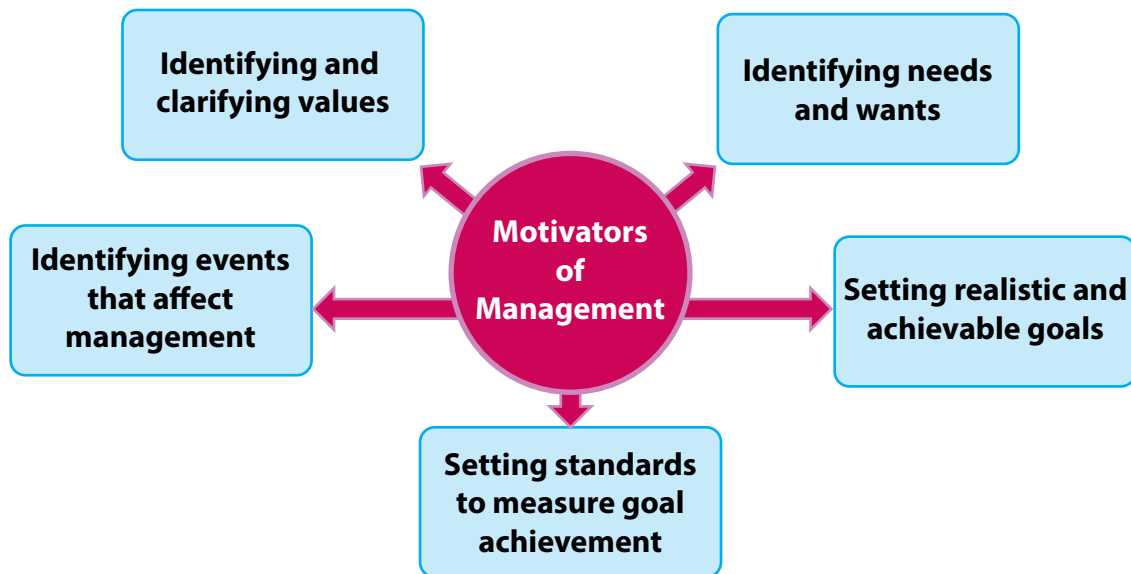 Identifying and
clarifying values
Identifying needs
and wants
Motivators
of
Management
Identifying events
that affect
management
Setting realistic and
achievable goals
Setting standards
to measure goal
achievement